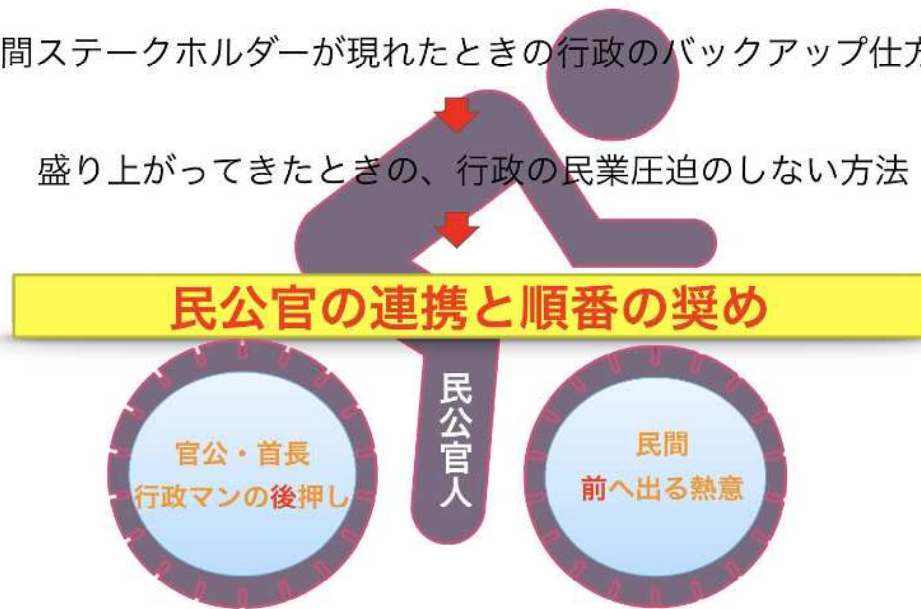 間ステークホルダーが現れたときの行政のバックアップ仕方
盛り上がってきたときの、行政の民業圧迫のしない方法
民公官の連携と順番の奨め
民公官人
官公・首長
行政マンの後押し
民間
前へ出る熱意